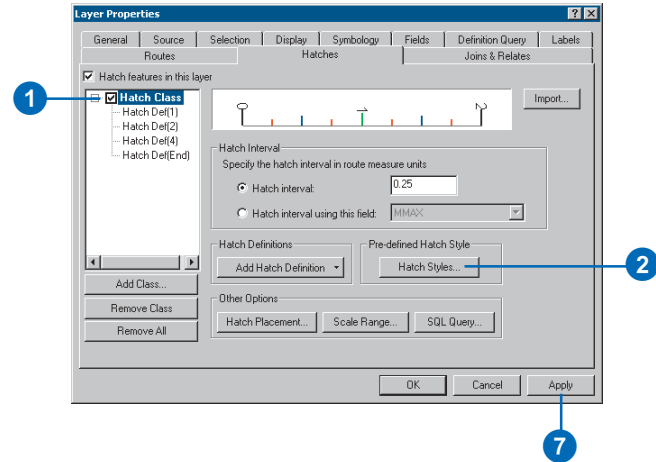 Layer Properties
General Source Selection Display Symbology Fields Definition Query Labels
Routes Hatches Joins & Relates
Hatch features in this layer
1
Hatch Class
Hatch Def(1)
Hatch Def(2)
Hatch Def(4)
Hatch Def(End)
0 1 2
Import...
Hatch Interval
Specify the hatch interval in route measure units
Hatch interval: 0.25
Hatch interval using this field: MMAX
Hatch Definitions
Add Hatch Definition
Pre-defined Hatch Style
Hatch Styles...
2
Add Class...
Remove Class
Remove All
Other Options
Hatch Placement... Scale Range... SQL Query...
OK Cancel Apply
7